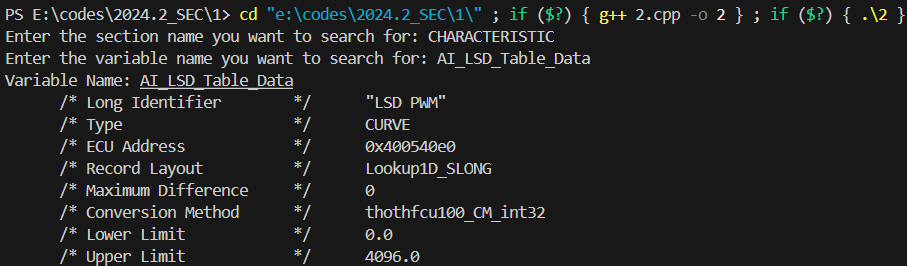 PS E:\codes\2024.2_SEC\1> cd "e:\codes\2024.2_SEC\1\" ; if ($?) { g++ 2.cpp -o 2 } ; if ($?) { .\2 }
Enter the section name you want to search for: CHARACTERISTIC
Enter the variable name you want to search for: AI_LSD_Table_Data
Variable Name: AI_LSD_Table_Data
/* Long Identifier */ "LSD PWM"
/* Type */ CURVE
/* ECU Address */ 0x400540e0
/* Record Layout */ Lookup1D_SLONG
/* Maximum Difference */ 0
/* Conversion Method */ thothfcu100_CM_int32
/* Lower Limit */ 0.0
/* Upper Limit */ 4096.0